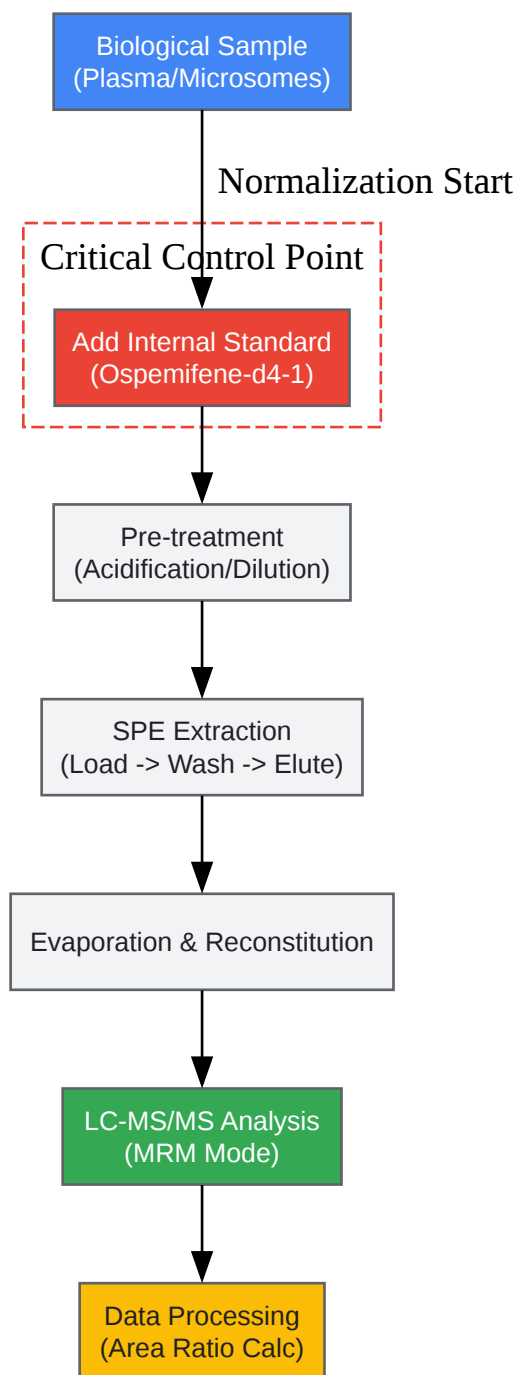 Biological Sample
(Plasma/Microsomes)
Normalization Start
Critical Control Point
Add Internal Standard
(Ospemifene-d4-1)
Pre-treatment
(Acidification/Dilution)
SPE Extraction
(Load -> Wash -> Elute)
Evaporation & Reconstitution
LC-MS/MS Analysis
(MRM Mode)
Data Processing
(Area Ratio Calc)